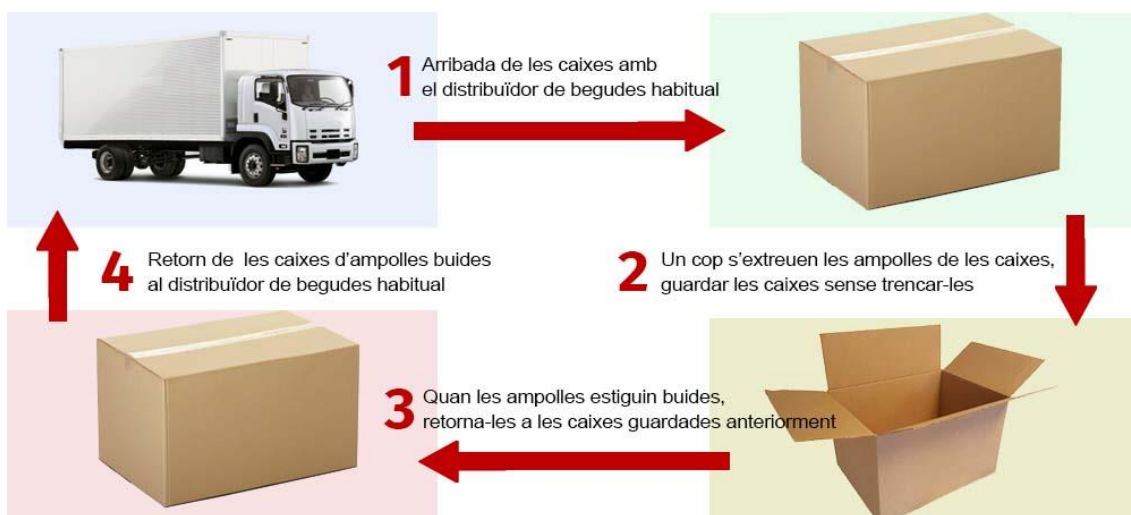 1 Arribada de les caixes amb
el distribuïdor de begudes habitual
2 Un cop s'extreuen les ampolles de les caixes,
guardar les caixes sense trencar-les
3 Quan les ampolles estiguin buides,
retorna-les a les caixes guardades anteriorment
4 Retorn de les caixes d'ampolles buides
al distribuïdor de begudes habitual